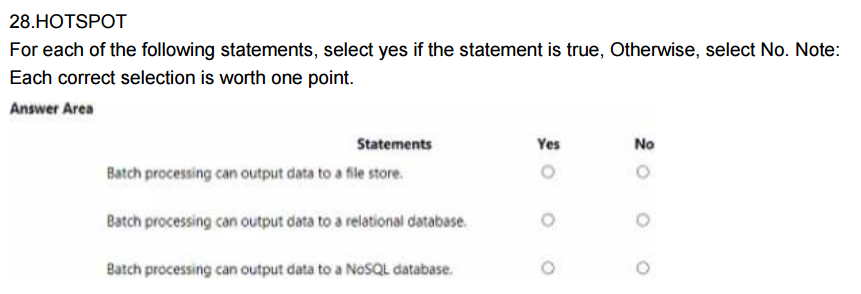 28.HOTSPOT
For each of the following statements, select yes if the statement is true, Otherwise, select No. Note:
Each correct selection is worth one point.
Answer Area
Statements Yes No
Batch processing can output data to a file store.
Batch processing can output data to a relational database.
Batch processing can output data to a NoSQL database.